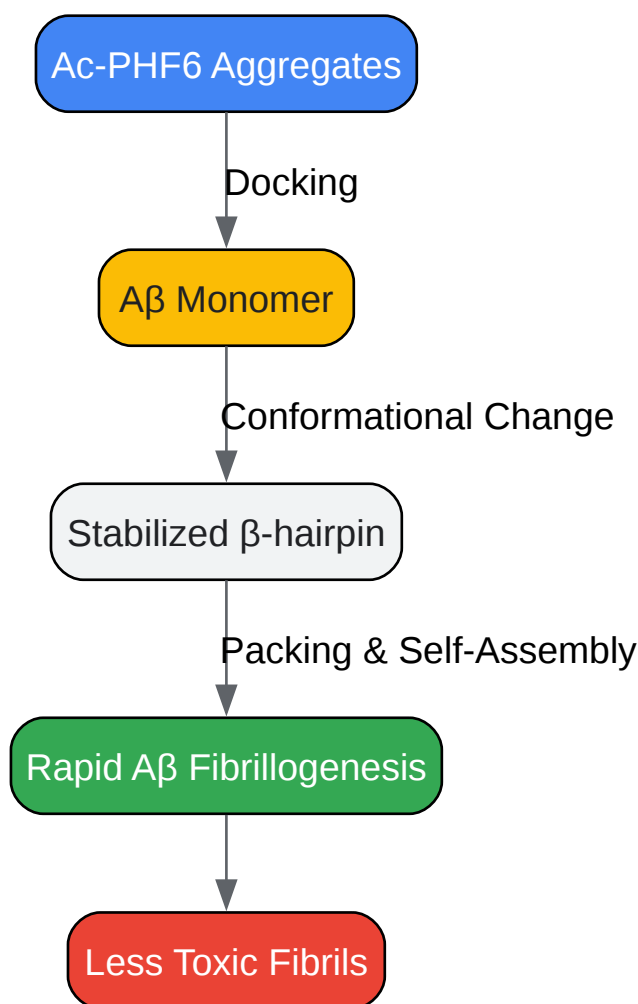 Ac-PHF6 Aggregates
Docking
Aβ Monomer
Conformational Change
Stabilized β-hairpin
Packing & Self-Assembly
Rapid Aβ Fibrillogenesis
Less Toxic Fibrils